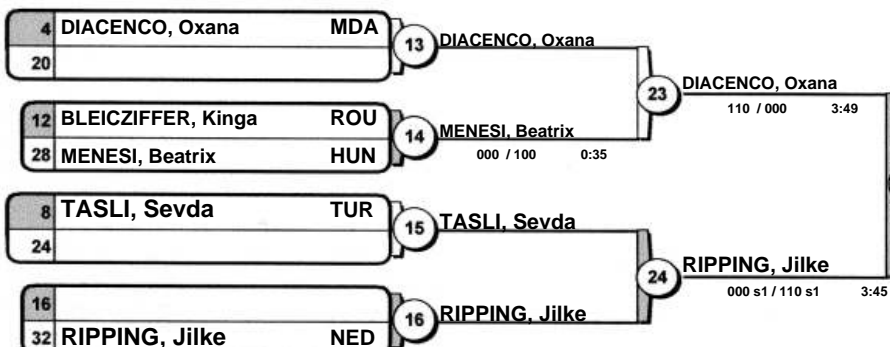 4 DIACENCO, Oxana MDA
20
13
DIACENCO, Oxana
12 BLEICZIFFER, Kinga ROU
28 MENESI, Beatrix HUN
14
MENESI, Beatrix
000 / 100 0:35
23
DIACENCO, Oxana
110 / 000 3:49
8 TASLI, Sevda TUR
24
15
TASLI, Sevda
16
32 RIPPING, Jilke NED
16
RIPPING, Jilke
24
RIPPING, Jilke
000 s1 / 110 s1 3:45